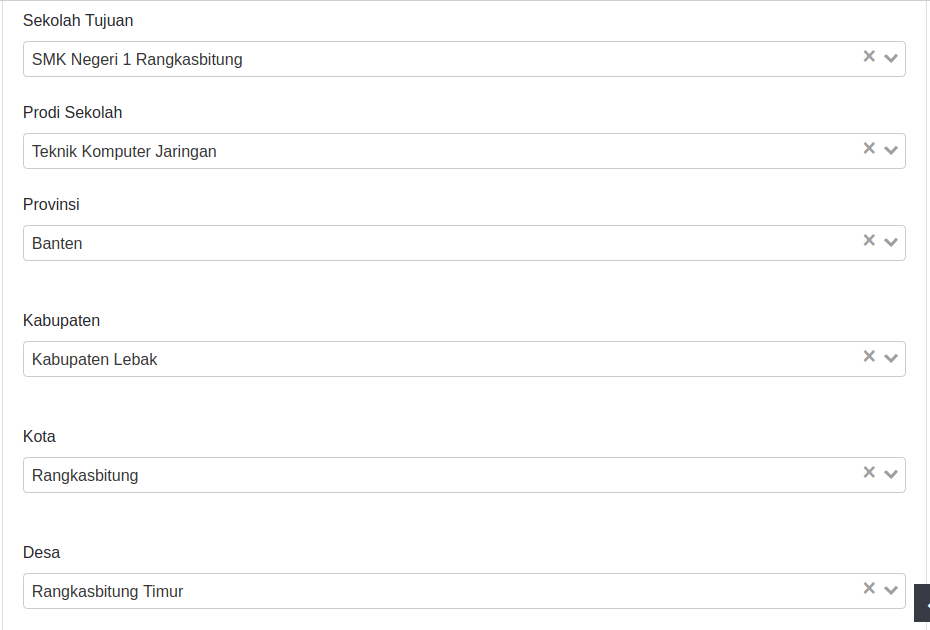 Sekolah Tujuan
SMK Negeri 1 Rangkasbitung
Prodi Sekolah
Teknik Komputer Jaringan
Provinsi
Banten
Kabupaten
Kabupaten Lebak
Kota
Rangkasbitung
Desa
Rangkasbitung Timur